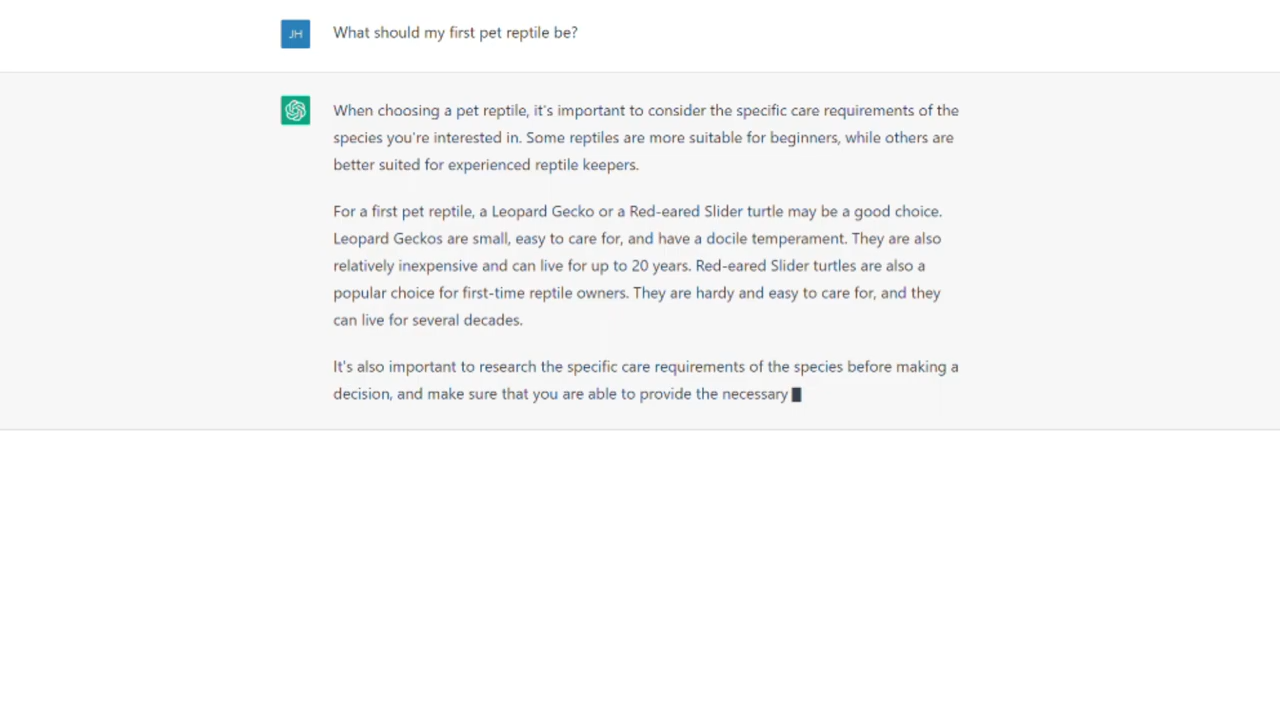 JH
What should my first pet reptile be?
When choosing a pet reptile, it's important to consider the specific care requirements of the
species you're interested in. Some reptiles are more suitable for beginners, while others are
better suited for experienced reptile keepers.
For a first pet reptile, a Leopard Gecko or a Red-eared Slider turtle may be a good choice.
Leopard Geckos are small, easy to care for, and have a docile temperament. They are also
relatively inexpensive and can live for up to 20 years. Red-eared Slider turtles are also a
popular choice for first-time reptile owners. They are hardy and easy to care for, and they
can live for several decades.
It's also important to research the specific care requirements of the species before making a
decision, and make sure that you are able to provide the necessary